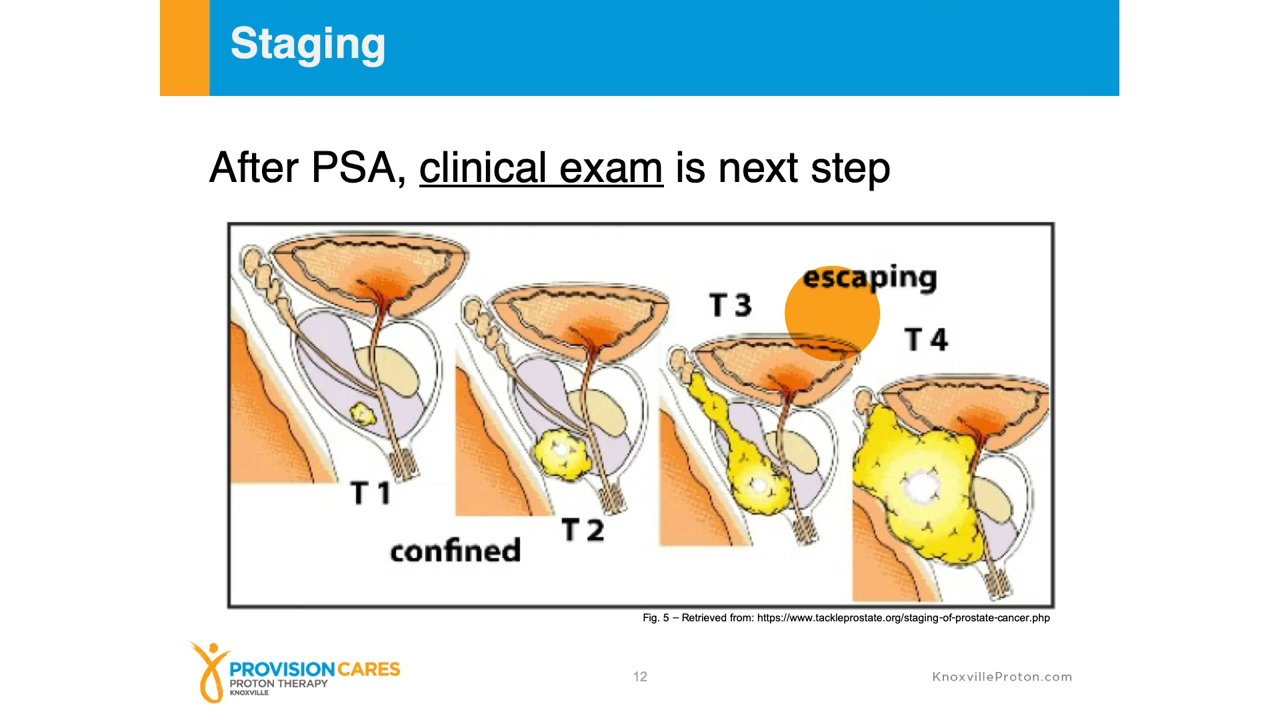 Staging
After PSA, clinical exam is next step
escaping
T 3
T 4
T 1
T 2
confined
Fig. 5 – Retrieved from: https://www.tackleprostate.org/staging-of-prostate-cancer.php
PROVISION CARES
PROTON THERAPY
KNOXVILLE
12
KnoxvilleProton.com